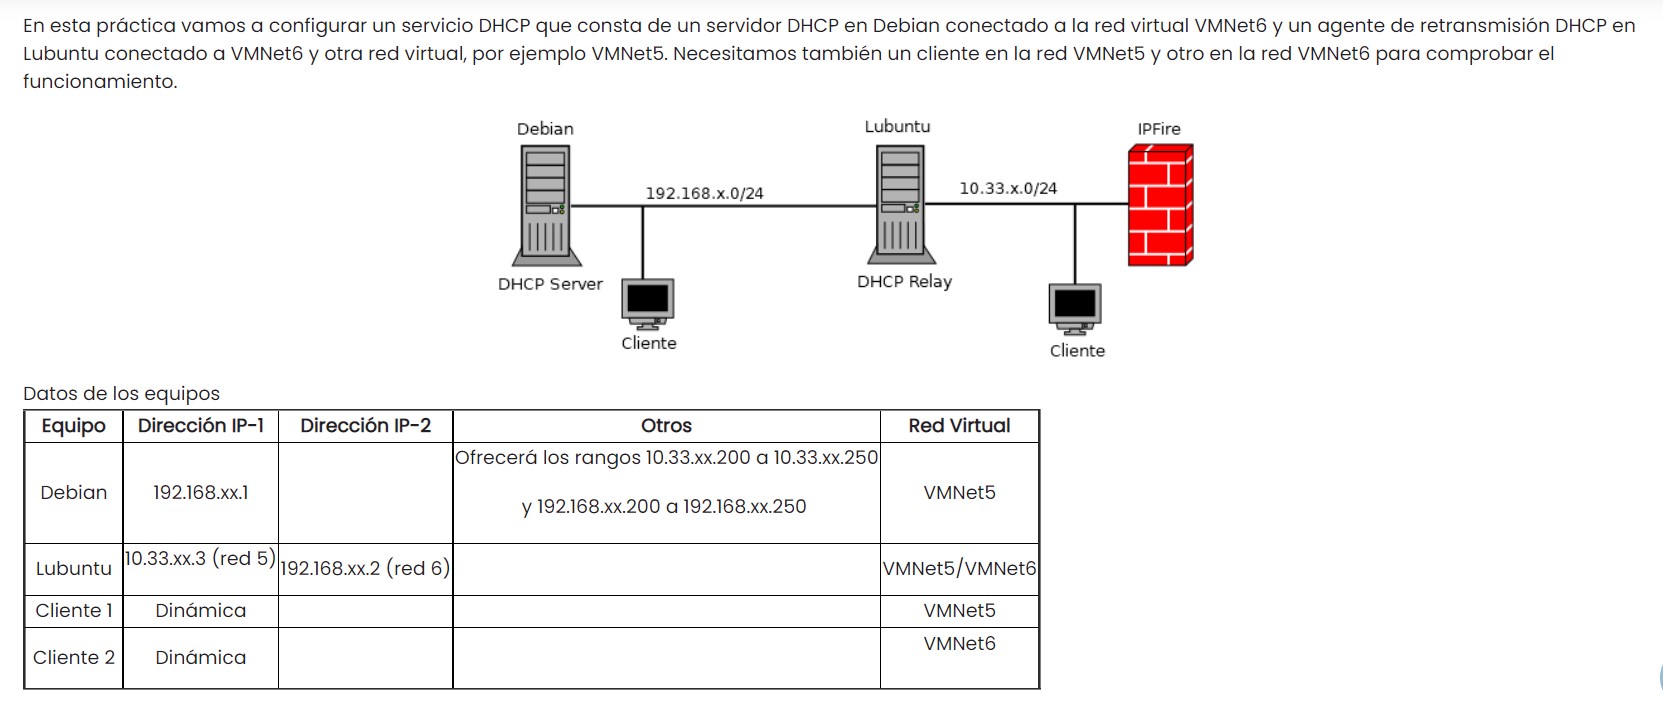 En esta práctica vamos a configurar un servicio DHCP que consta de un servidor DHCP en Debian conectado a la red virtual VMNet6 y un agente de retransmisión DHCP en
Lubuntu conectado a VMNet6 y otra red virtual, por ejemplo VMNet5. Necesitamos también un cliente en la red VMNet5 y otro en la red VMNet6 para comprobar el
funcionamiento.
Debian
Lubuntu
IPFire
192.168.x.0/24
10.33.x.0/24
DHCP Server
DHCP Relay
Cliente
Cliente
Datos de los equipos
Equipo Dirección IP-1 Dirección IP-2 Otros Red Virtual
Ofrecerá los rangos 10.33.xx.200 a 10.33.xx.250
Debian 192.168.xx.1 VMNet5
y 192.168.xx.200 a 192.168.xx.250
Lubuntu 10.33.xx.3 (red 5) 192.168.xx.2 (red 6) VMNet5/VMNet6
Cliente 1 Dinámica VMNet5
Cliente 2 Dinámica VMNet6